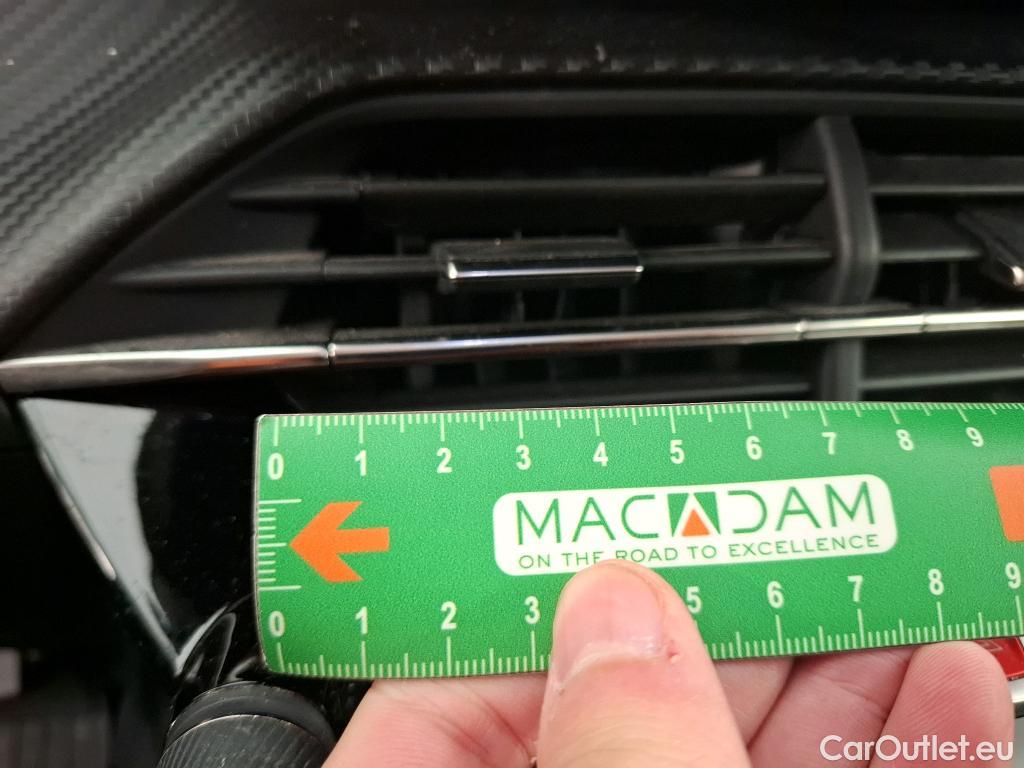 0 1 2 3 4 5 6 7 8 9
MACADAM
ON THE ROAD TO EXCELLENCE
0 1 2 3 5 6 7 8 9
CarOutlet.eu